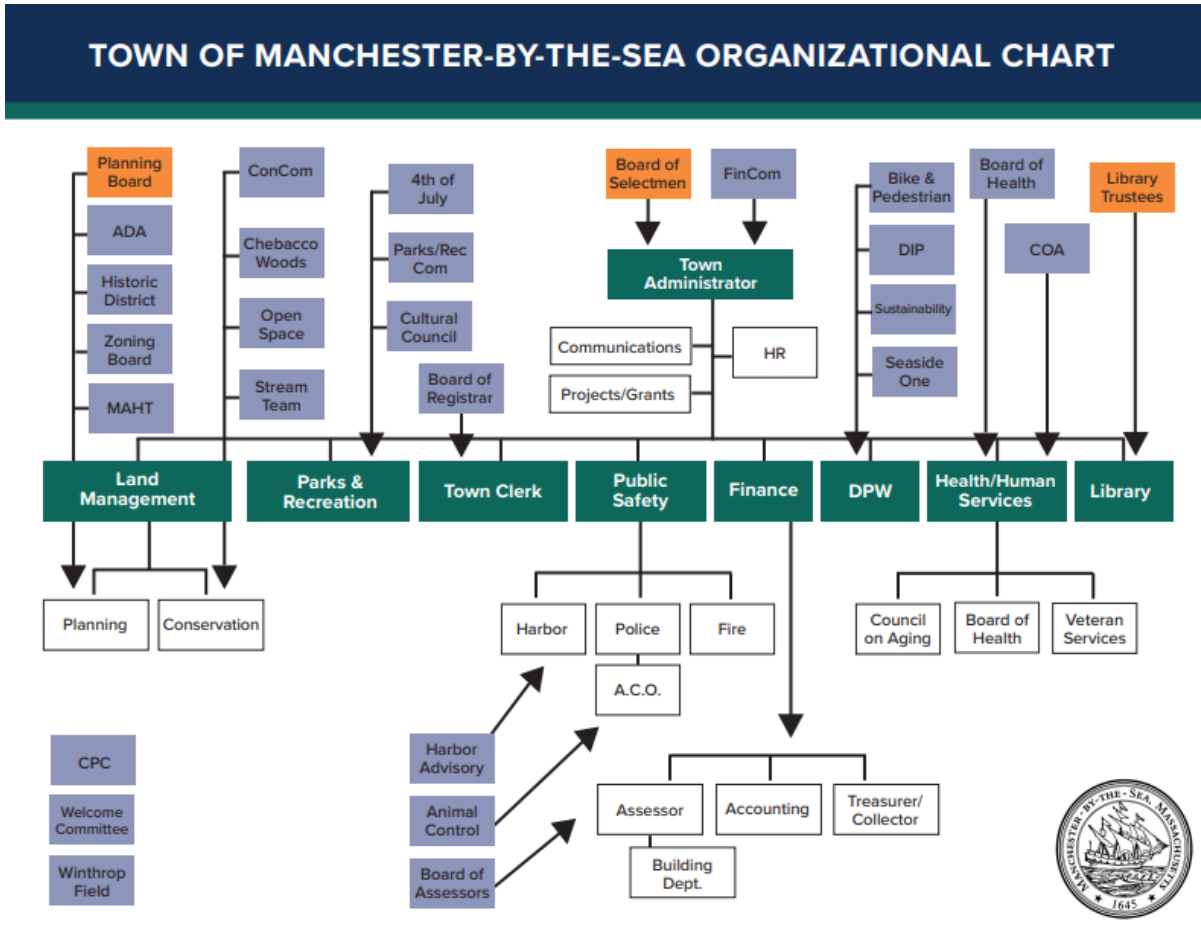 TOWN OF MANCHESTER-BY-THE-SEA ORGANIZATIONAL CHART
Planning
Board
ADA
Historic
District
Zoning
Board
MAHT
ConCom
Chebacco
Woods
Open
Space
Stream
Team
4th of
July
Parks/Rec
Com
Cultural
Council
Board of
Registrar
Board of
Selectmen
FinCom
Town
Administrator
Communications
HR
Projects/Grants
Bike &
Pedestrian
DIP
Sustainability
Seaside
One
Board of
Health
COA
Library
Trustees
Land
Management
Parks &
Recreation
Town Clerk
Public
Safety
Finance
DPW
Health/Human
Services
Library
Planning
Conservation
Harbor
Police
Fire
A.C.O.
Council
on Aging
Board of
Health
Veteran
Services
CPC
Welcome
Committee
Winthrop
Field
Harbor
Advisory
Animal
Control
Board of
Assessors
Assessor
Accounting
Treasurer/
Collector
Building
Dept.
MANCHESTER-BY-THE-SEA, MASSACHUSETTS
1645